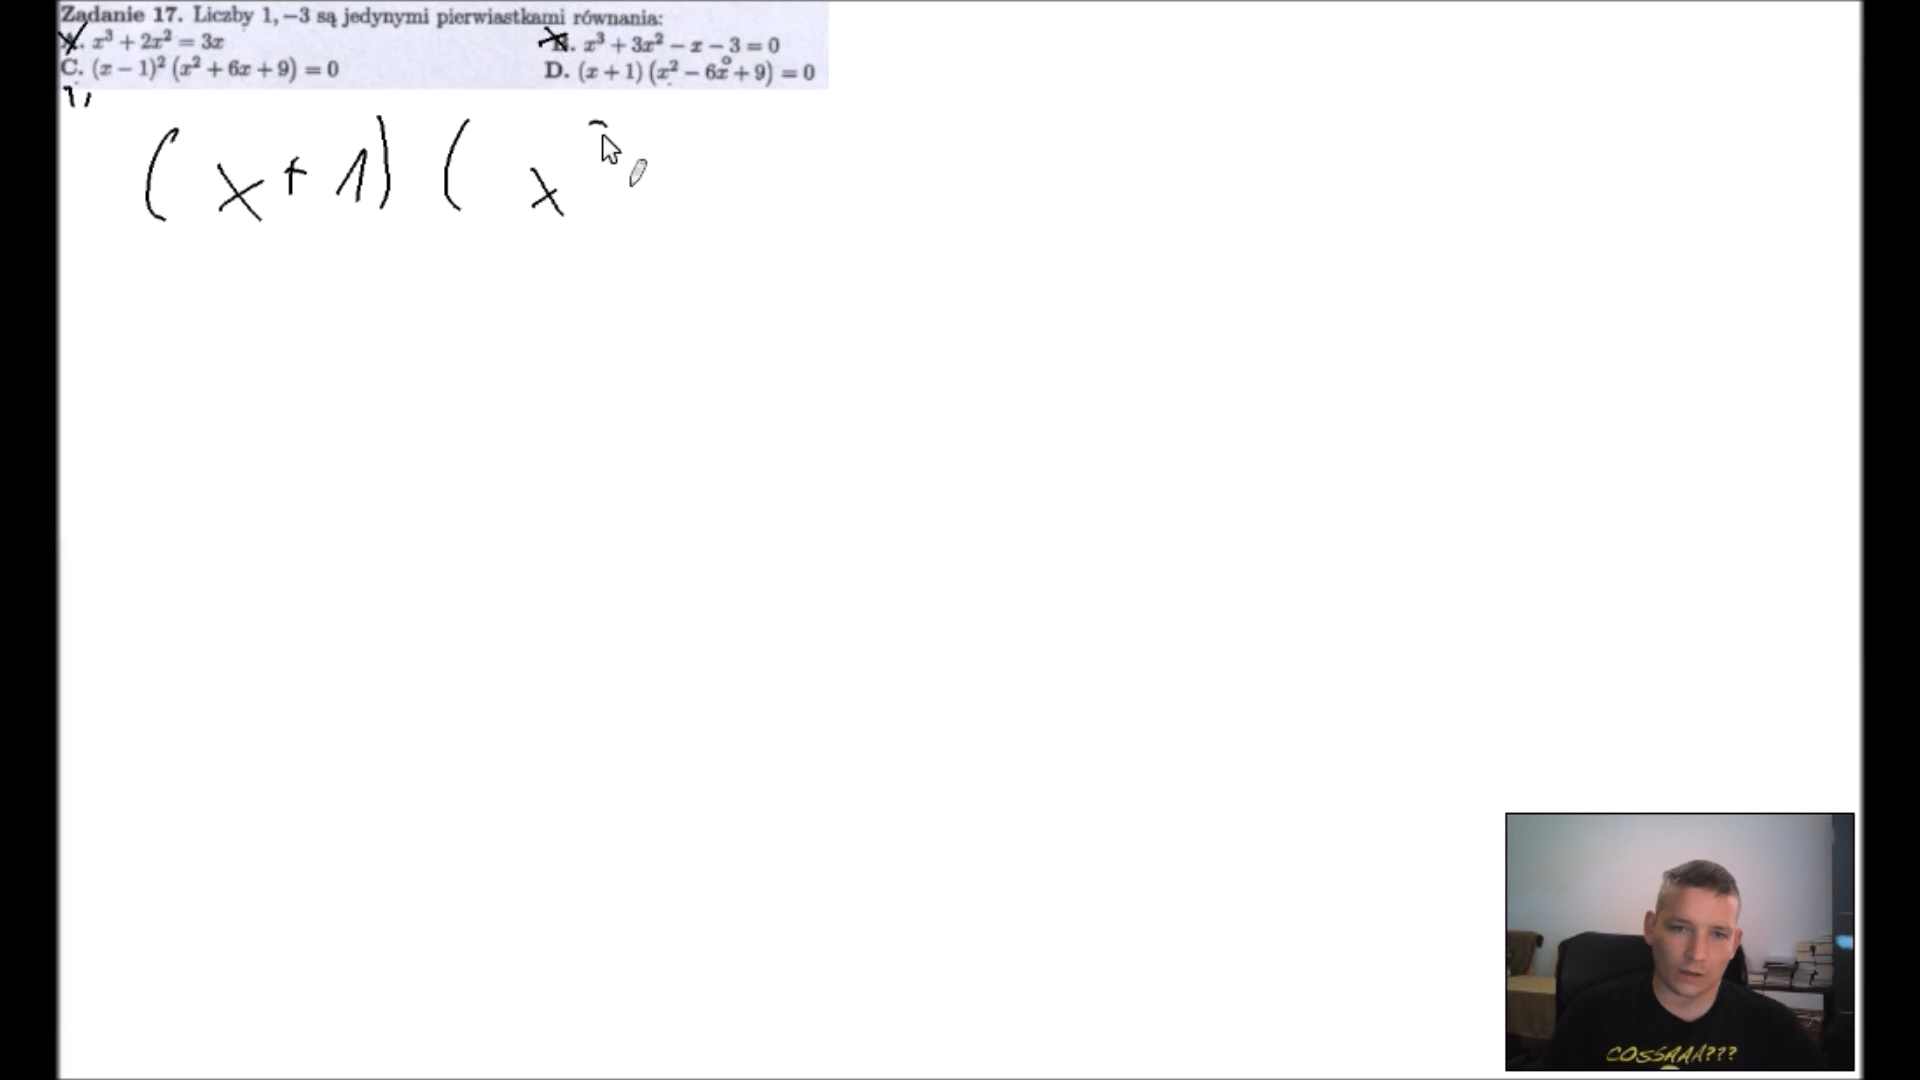 Zadanie 17. Liczby 1, −3 są jedynymi pierwiastkami równania:
A. x³ + 2x² = 3x
B. x³ + 3x² − x − 3 = 0
C. (x − 1)² (x² + 6x + 9) = 0
D. (x + 1) (x² − 6x + 9) = 0
(x+1) ( x
COSSAAA???